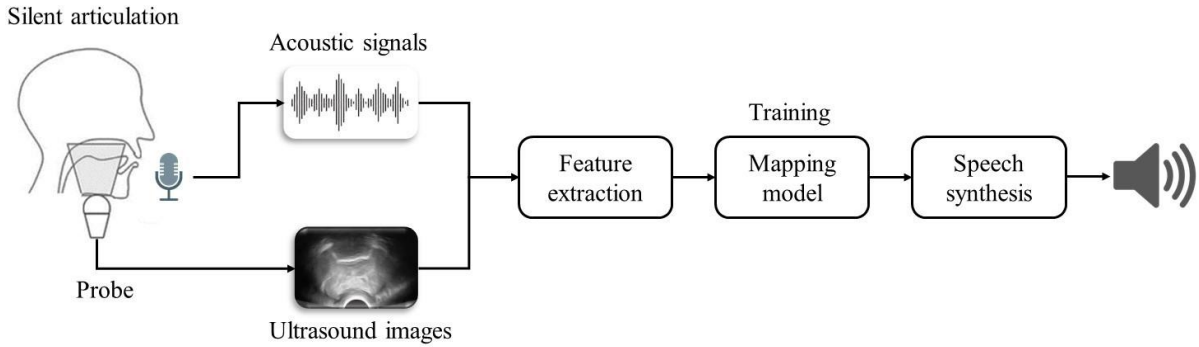 Silent articulation
Acoustic signals
Probe
Ultrasound images
Feature
extraction
Training
Mapping
model
Speech
synthesis